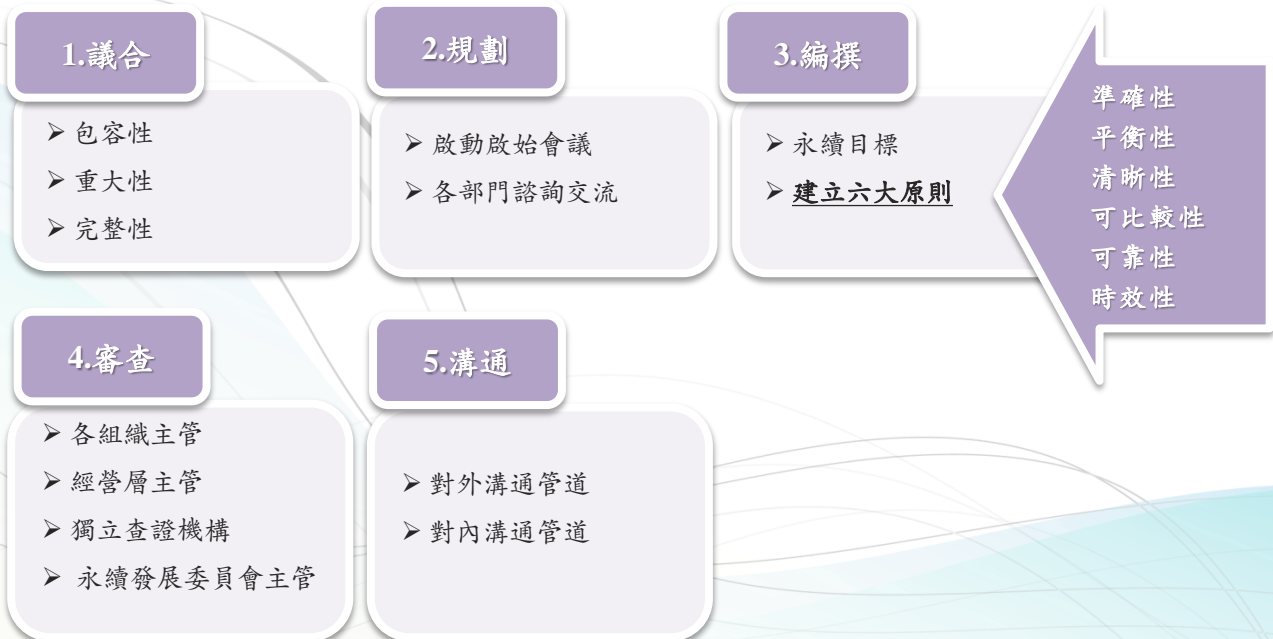 1.議合
➢ 包容性
➢ 重大性
➢ 完整性
2.規劃
➢ 啟動啟始會議
➢ 各部門諮詢交流
3.編撰
➢ 永續目標
➢ 建立六大原則
準確性
平衡性
清晰性
可比較性
可靠性
時效性
4.審查
➢ 各組織主管
➢ 經營層主管
➢ 獨立查證機構
➢ 永續發展委員會主管
5.溝通
➢ 對外溝通管道
➢ 對內溝通管道